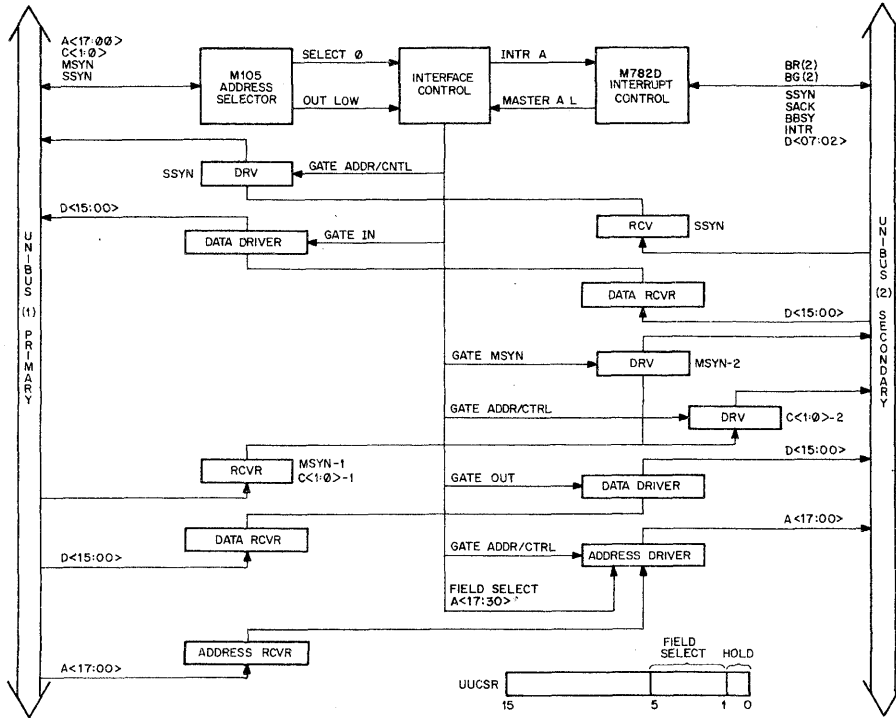 A<17:00>
C<1:0>
MSYN
SSYN
M105
ADDRESS
SELECTOR
SELECT Ø
OUT LOW
INTERFACE
CONTROL
INTR A
MASTER A L
M782D
INTERRUPT
CONTROL
BR(2)
BG(2)
SSYN
SACK
BBSY
INTR
D<07:02>
SSYN
DRV
GATE ADDR/CNTL
D<15:00>
DATA DRIVER
GATE IN
RCV
SSYN
DATA RCVR
D<15:00>
UNIBUS (1) PRIMARY
UNIBUS (2) SECONDARY
GATE MSYN
DRV
MSYN-2
GATE ADDR/CTRL
DRV
C<1:Ø>-2
RCVR
MSYN-1
C<1:Ø>-1
GATE OUT
DATA DRIVER
D<15:00>
DATA RCVR
D<15:00>
GATE ADDR/CTRL
ADDRESS DRIVER
A<17:00>
FIELD SELECT
A<17:30>
ADDRESS RCVR
A<17:00>
FIELD
SELECT
HOLD
UUCSR
15
5
1
0